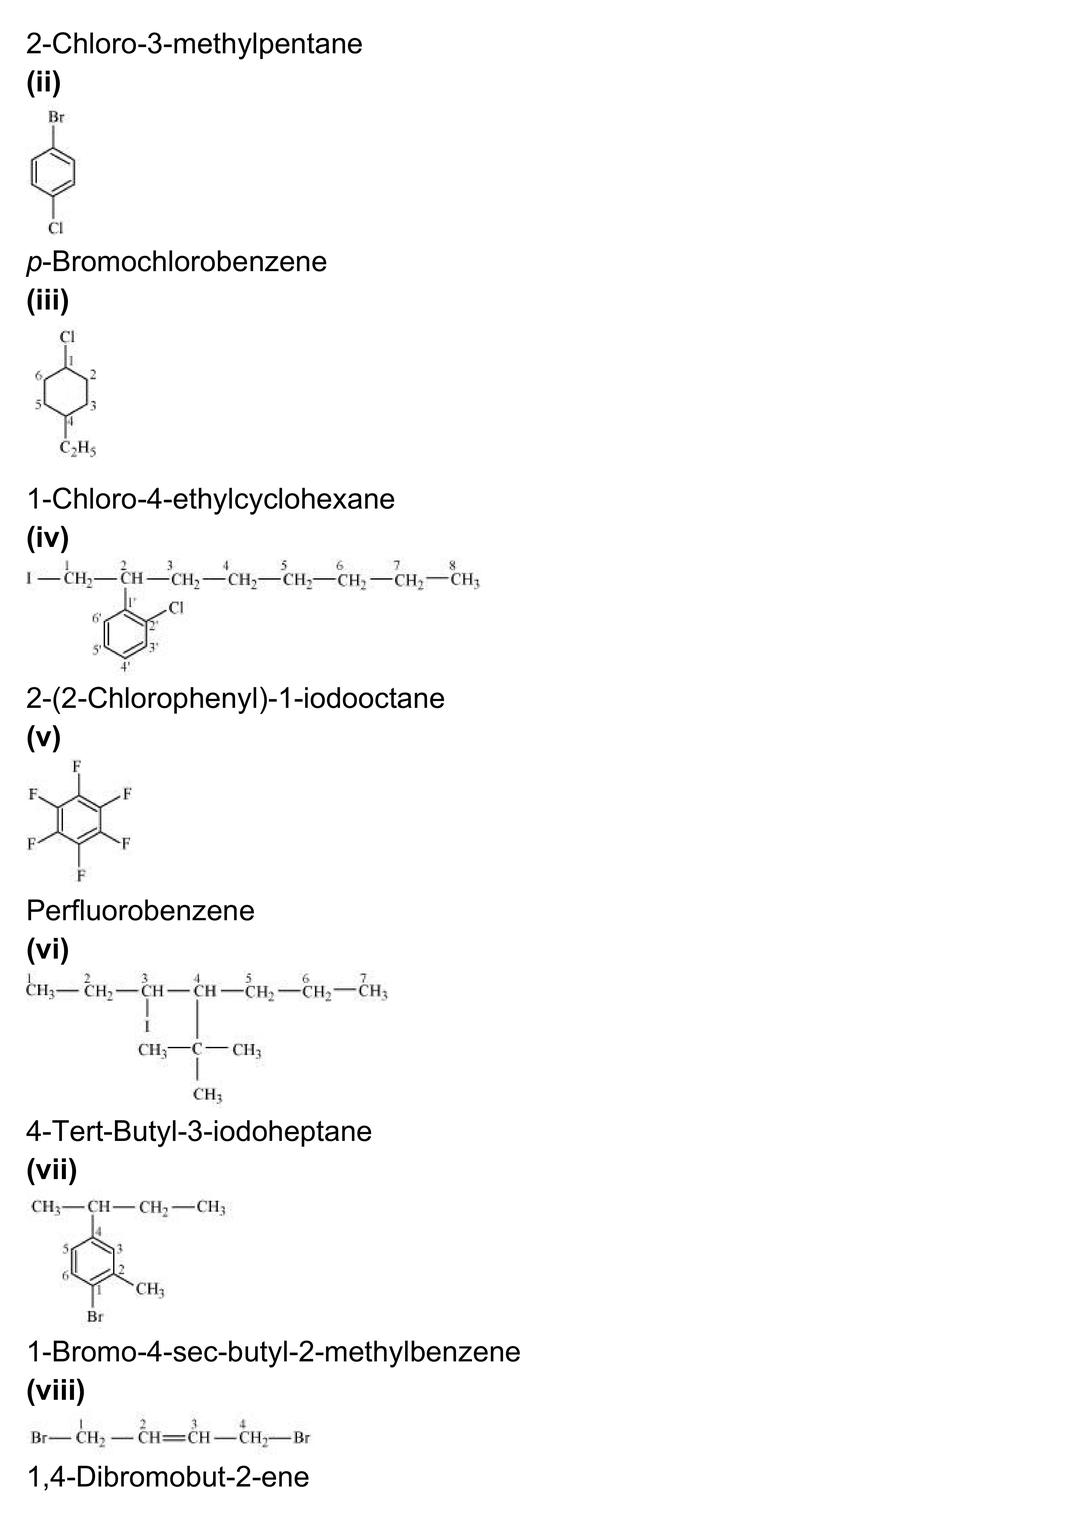 2-Chloro-3-methylpentane
(ii)
Br
Cl
p-Bromochlorobenzene
(iii)
Cl
1
6 2
5 3
4
C₂H₅
1-Chloro-4-ethylcyclohexane
(iv)
1 2 3 4 5 6 7 8
I—CH₂—CH—CH₂—CH₂—CH₂—CH₂—CH₂—CH₃
1' Cl
6' 2'
5' 3'
4'
2-(2-Chlorophenyl)-1-iodooctane
(v)
F
F F
F F
F
Perfluorobenzene
(vi)
1 2 3 4 5 6 7
CH₃—CH₂—CH—CH—CH₂—CH₂—CH₃
I
CH₃—C—CH₃
CH₃
4-Tert-Butyl-3-iodoheptane
(vii)
CH₃—CH—CH₂—CH₃
4
5 3
6 2
1 CH₃
Br
1-Bromo-4-sec-butyl-2-methylbenzene
(viii)
1 2 3 4
Br—CH₂—CH=CH—CH₂—Br
1,4-Dibromobut-2-ene